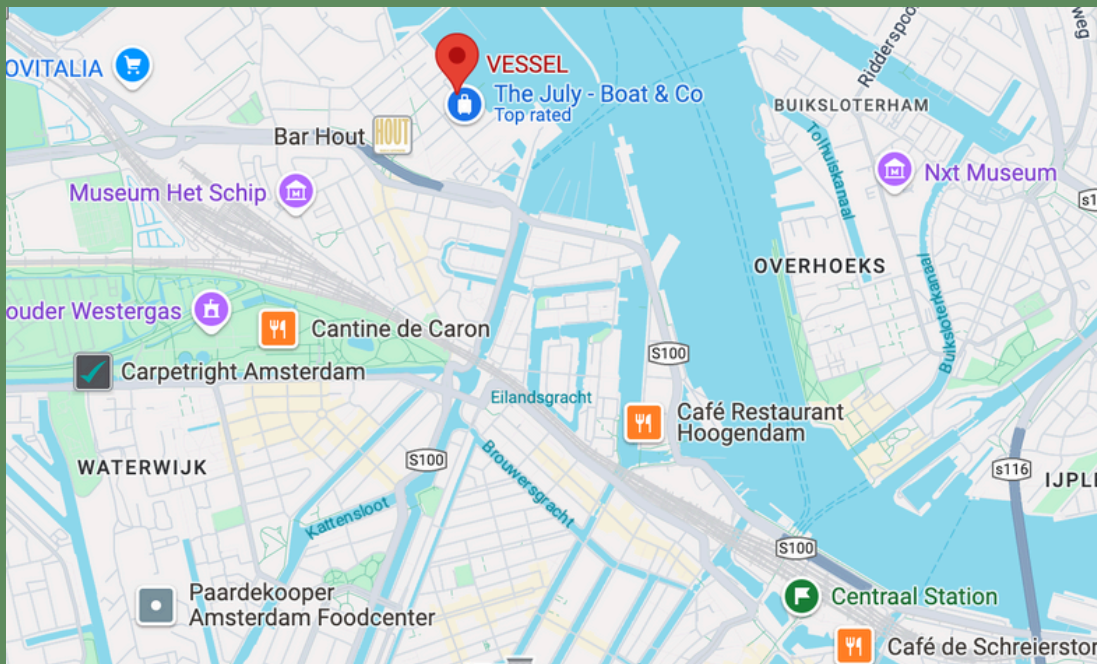 OVITALIA
VESSEL
The July - Boat & Co
Top rated
Bar Hout
HOUT
Museum Het Schip
Ridderspoo
weg
BUIKSLOTERHAM
Tolhuiskanaal
Nxt Museum
s1
OVERHOEKS
Buiksloterkanaal
ouder Westergas
Cantine de Caron
Carpetright Amsterdam
S100
Eilandsgracht
Café Restaurant
Hoogendam
WATERWIJK
S100
Brouwersgracht
Kattensloot
s116
IJPLE
S100
Paardekooper
Amsterdam Foodcenter
Centraal Station
Café de Schreierstor